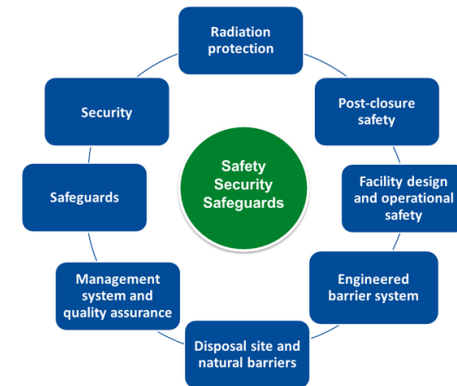 Radiation
protection
Post-closure
safety
Facility design
and operational
safety
Engineered
barrier system
Disposal site and
natural barriers
Management
system and
quality assurance
Safeguards
Security
Safety
Security
Safeguards